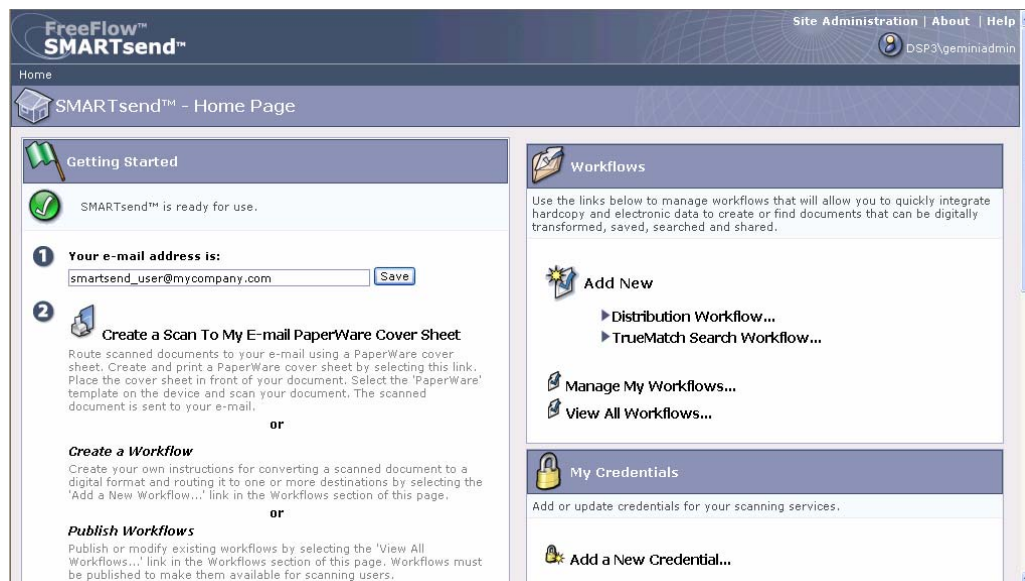 FreeFlow™
SMARTsend™
Site Administration | About | Help
DSP3\geminiadmin
Home
SMARTsend™ - Home Page
Getting Started
SMARTsend™ is ready for use.
1 Your e-mail address is:
smartsend_user@mycompany.com Save
2 Create a Scan To My E-mail PaperWare Cover Sheet
Route scanned documents to your e-mail using a PaperWare cover
sheet. Create and print a PaperWare cover sheet by selecting this link.
Place the cover sheet in front of your document. Select the 'PaperWare'
template on the device and scan your document. The scanned
document is sent to your e-mail.
or
Create a Workflow
Create your own instructions for converting a scanned document to a
digital format and routing it to one or more destinations by selecting the
'Add a New Workflow...' link in the Workflows section of this page.
or
Publish Workflows
Publish or modify existing workflows by selecting the 'View All
Workflows...' link in the Workflows section of this page. Workflows must
be published to make them available for scanning users.
Workflows
Use the links below to manage workflows that will allow you to quickly integrate
hardcopy and electronic data to create or find documents that can be digitally
transformed, saved, searched and shared.
Add New
Distribution Workflow...
TrueMatch Search Workflow...
Manage My Workflows...
View All Workflows...
My Credentials
Add or update credentials for your scanning services.
Add a New Credential...